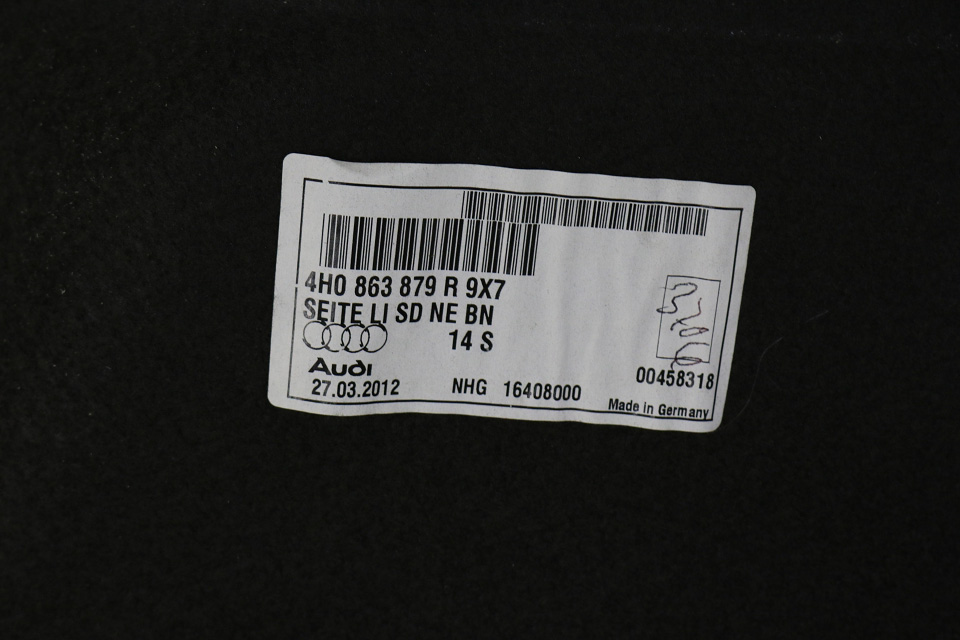 4H0 863 879 R 9X7
SEITE LI SD NE BN
14 S
Audi
27.03.2012 NHG 16408000
00458318
Made in Germany